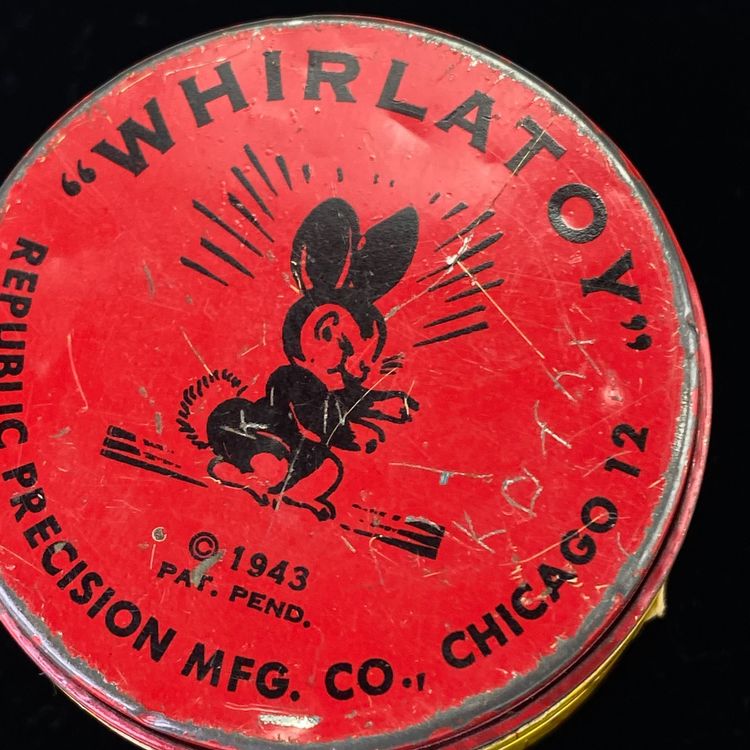 "WHIRLATOY"
© 1943
PAT. PEND.
REPUBLIC PRECISION MFG. CO., CHICAGO 12